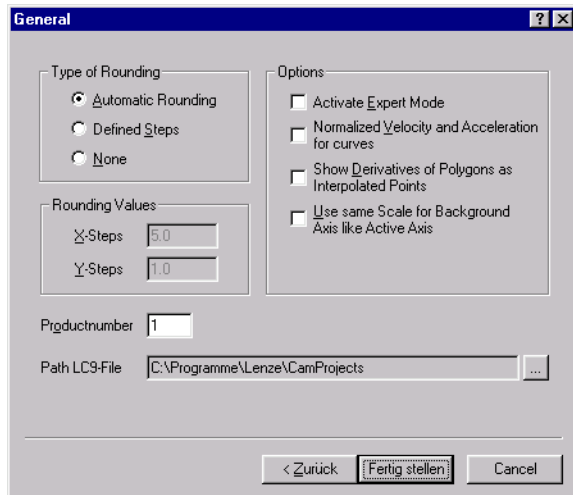 General
Type of Rounding
Automatic Rounding
Defined Steps
None
Rounding Values
X-Steps 5.0
Y-Steps 1.0
Options
Activate Expert Mode
Normalized Velocity and Acceleration
for curves
Show Derivatives of Polygons as
Interpolated Points
Use same Scale for Background
Axis like Active Axis
Productnumber 1
Path LC9-File C:\Programme\Lenze\CamProjects ...
< Zurück Fertig stellen Cancel